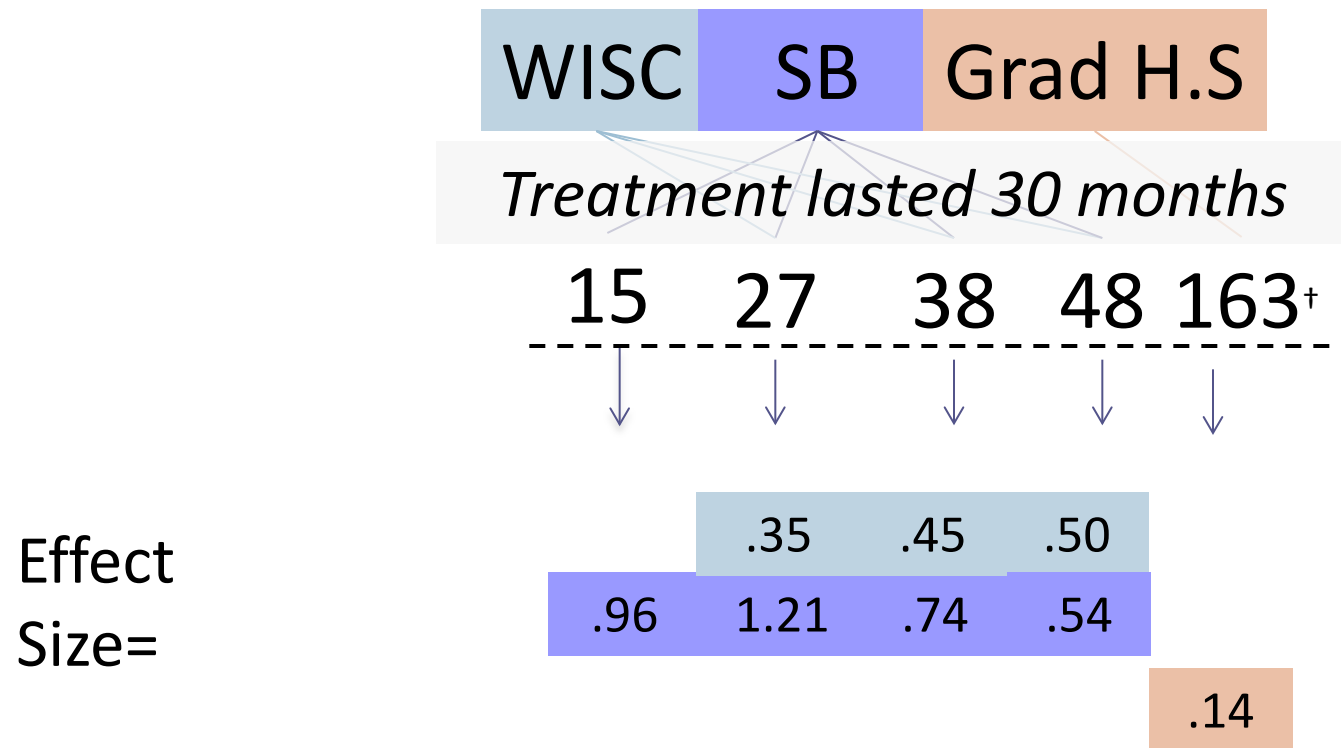 WISC SB Grad H.S
Treatment lasted 30 months
15 27 38 48 163†
.35 .45 .50
Effect
Size=
.96 1.21 .74 .54
.14